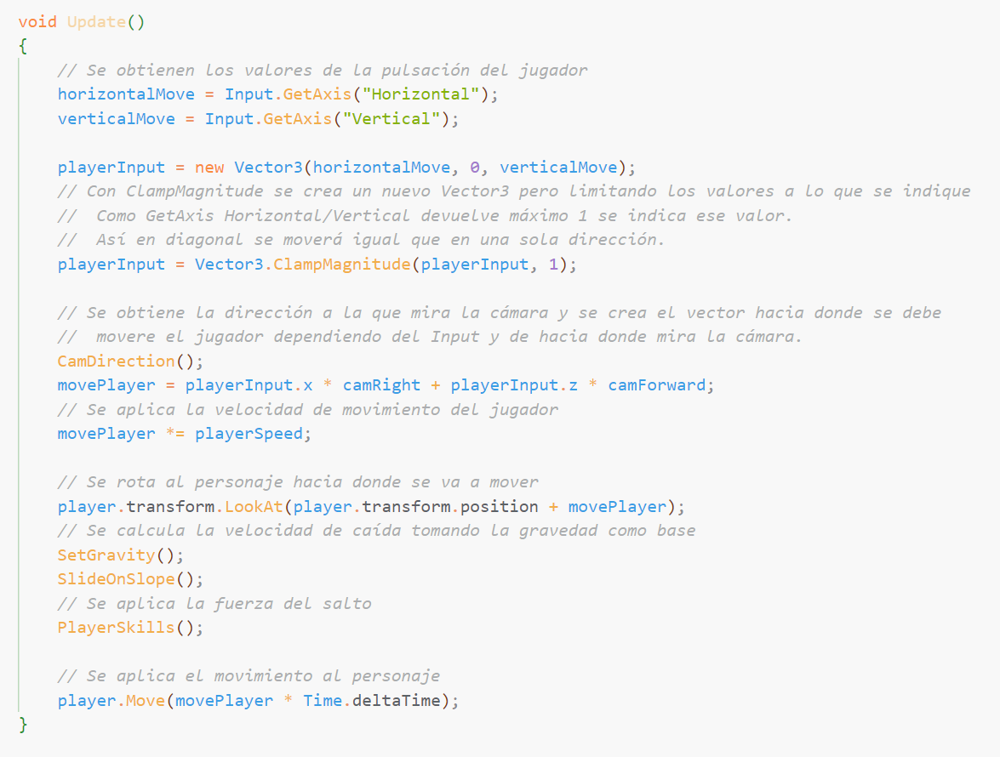 void Update()
{
    // Se obtienen los valores de la pulsación del jugador
    horizontalMove = Input.GetAxis("Horizontal");
    verticalMove = Input.GetAxis("Vertical");

    playerInput = new Vector3(horizontalMove, 0, verticalMove);
    // Con ClampMagnitude se crea un nuevo Vector3 pero limitando los valores a lo que se indique
    //  Como GetAxis Horizontal/Vertical devuelve máximo 1 se indica ese valor.
    //  Así en diagonal se moverá igual que en una sola dirección.
    playerInput = Vector3.ClampMagnitude(playerInput, 1);

    // Se obtiene la dirección a la que mira la cámara y se crea el vector hacia donde se debe
    //  movere el jugador dependiendo del Input y de hacia donde mira la cámara.
    CamDirection();
    movePlayer = playerInput.x * camRight + playerInput.z * camForward;
    // Se aplica la velocidad de movimiento del jugador
    movePlayer *= playerSpeed;

    // Se rota al personaje hacia donde se va a mover
    player.transform.LookAt(player.transform.position + movePlayer);
    // Se calcula la velocidad de caída tomando la gravedad como base
    SetGravity();
    SlideOnSlope();
    // Se aplica la fuerza del salto
    PlayerSkills();

    // Se aplica el movimiento al personaje
    player.Move(movePlayer * Time.deltaTime);
}